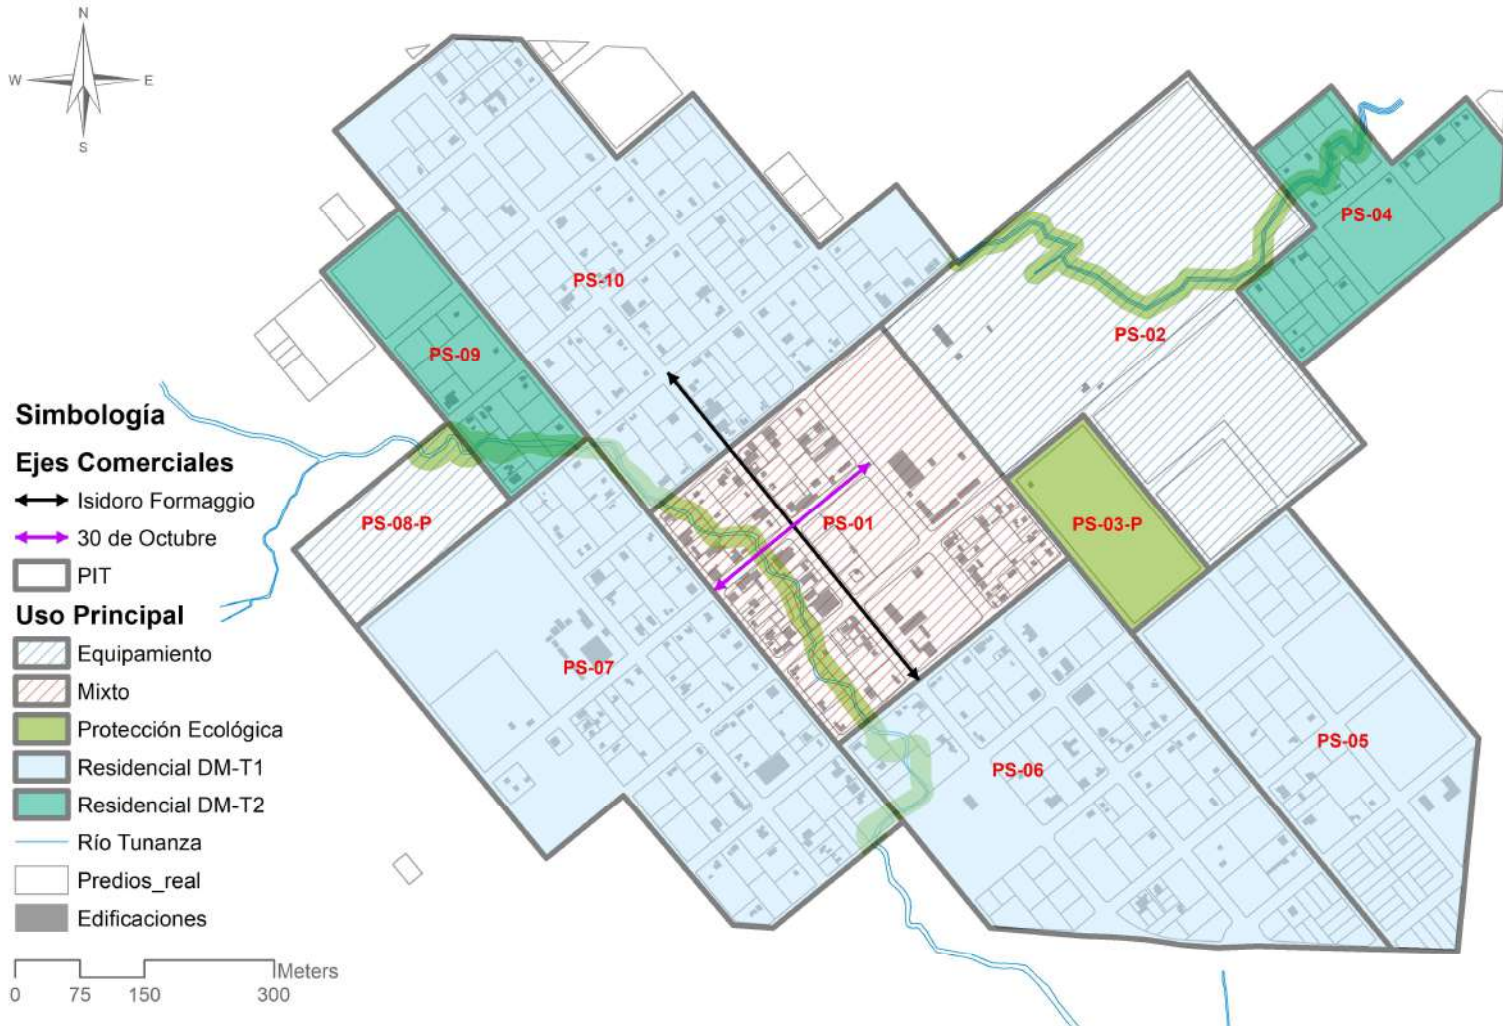 N
W E
S
PS-04
PS-10
PS-02
PS-09
Simbología
Ejes Comerciales
Isidoro Formaggio
30 de Octubre
PIT
Uso Principal
Equipamiento
Mixto
Protección Ecológica
Residencial DM-T1
Residencial DM-T2
Río Tunanza
Predios_real
Edificaciones
Meters
0 75 150 300
PS-08-P
PS-01
PS-03-P
PS-07
PS-06
PS-05